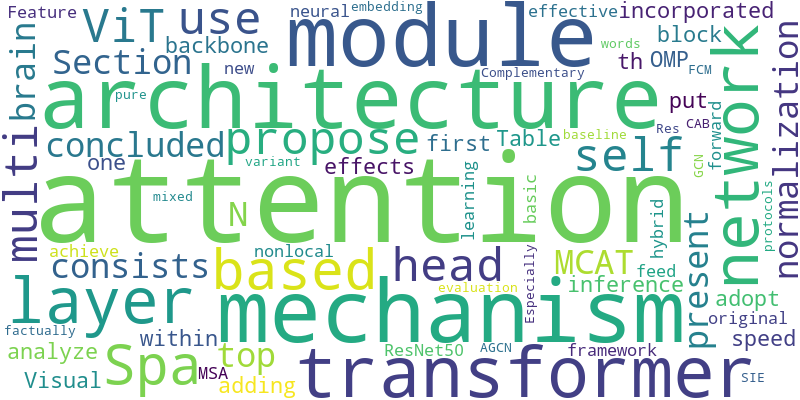 Feature
ViT
use
neural
embedding
effective
incorporated
backbone
module
words
block
Section
new
Complementary
th
OMP
FCM
brain
architecture
pure
put
network
normalization
concluded
propose
first
Table
baseline
Res
CAB
forward
multi
one
variant
effects
self
GCN
attention
mixed
N
learning
basic
hybrid
protocols
achieve
nonlocal
consists
based
head
MCAT
feed
present
evaluation
Especially
inference
adopt
layer
mechanism
original
factually
within
speed
analyze
Spa
top
ResNet50
AGCN
framework
Visual
MSA
adding
transformer
SIE